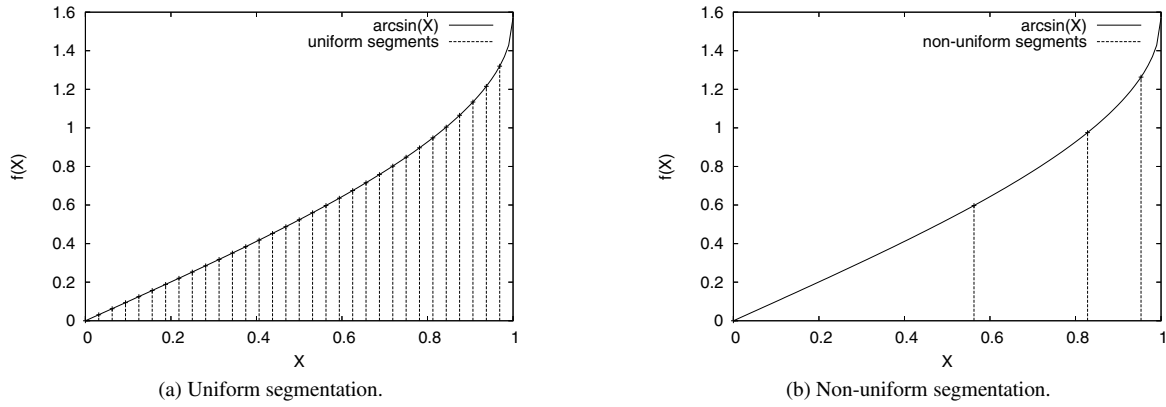 1.6
1.4
1.2
1
0.8
0.6
0.4
0.2
0
0 0.2 0.4 0.6 0.8 1
f(X)
X
arcsin(X)
uniform segments
(a) Uniform segmentation.
1.6
1.4
1.2
1
0.8
0.6
0.4
0.2
0
0 0.2 0.4 0.6 0.8 1
f(X)
X
arcsin(X)
non-uniform segments
(b) Non-uniform segmentation.